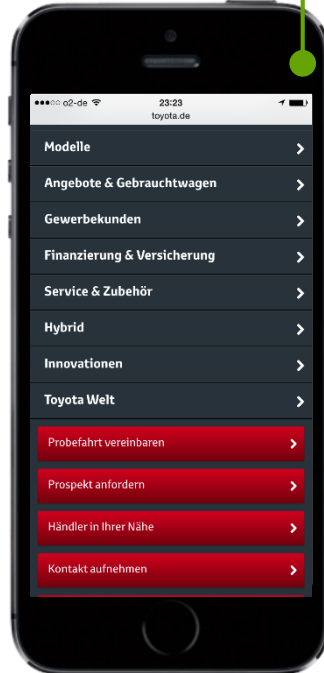 o2-de 23:23
toyota.de
Modelle
Angebote & Gebrauchtwagen
Gewerbekunden
Finanzierung & Versicherung
Service & Zubehör
Hybrid
Innovationen
Toyota Welt
Probefahrt vereinbaren
Prospekt anfordern
Händler in Ihrer Nähe
Kontakt aufnehmen